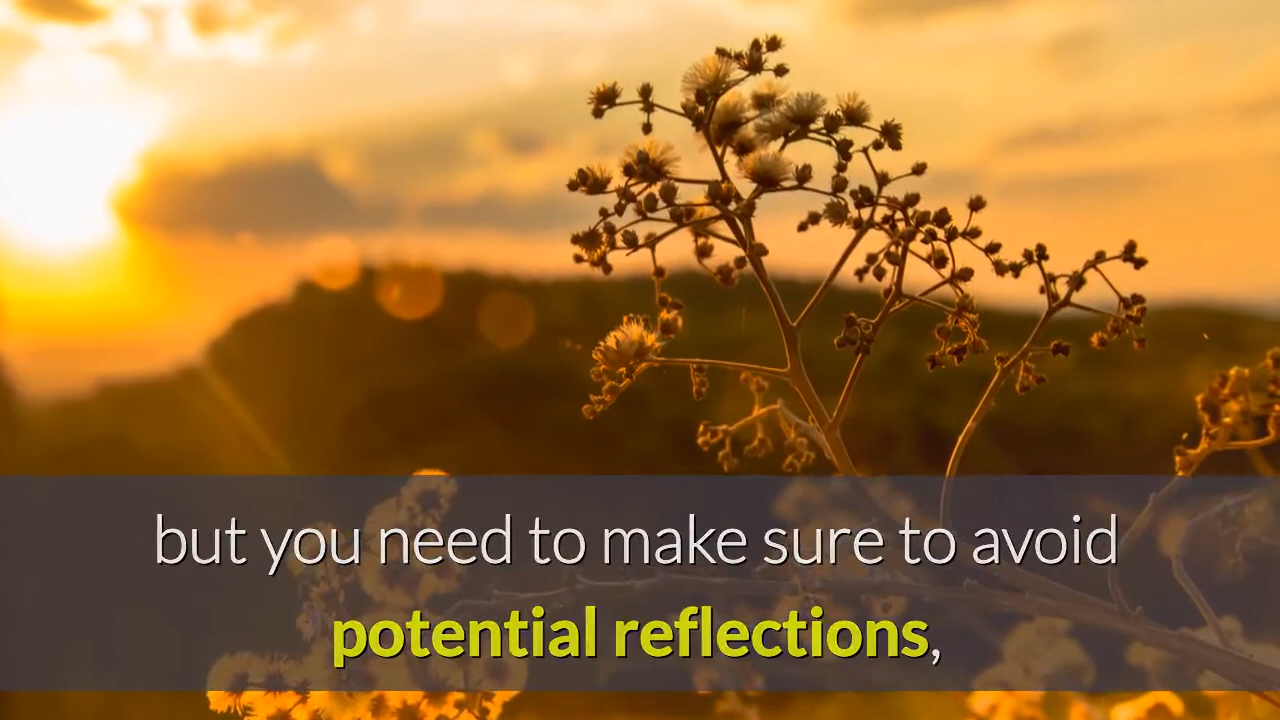 but you need to make sure to avoid
potential reflections,